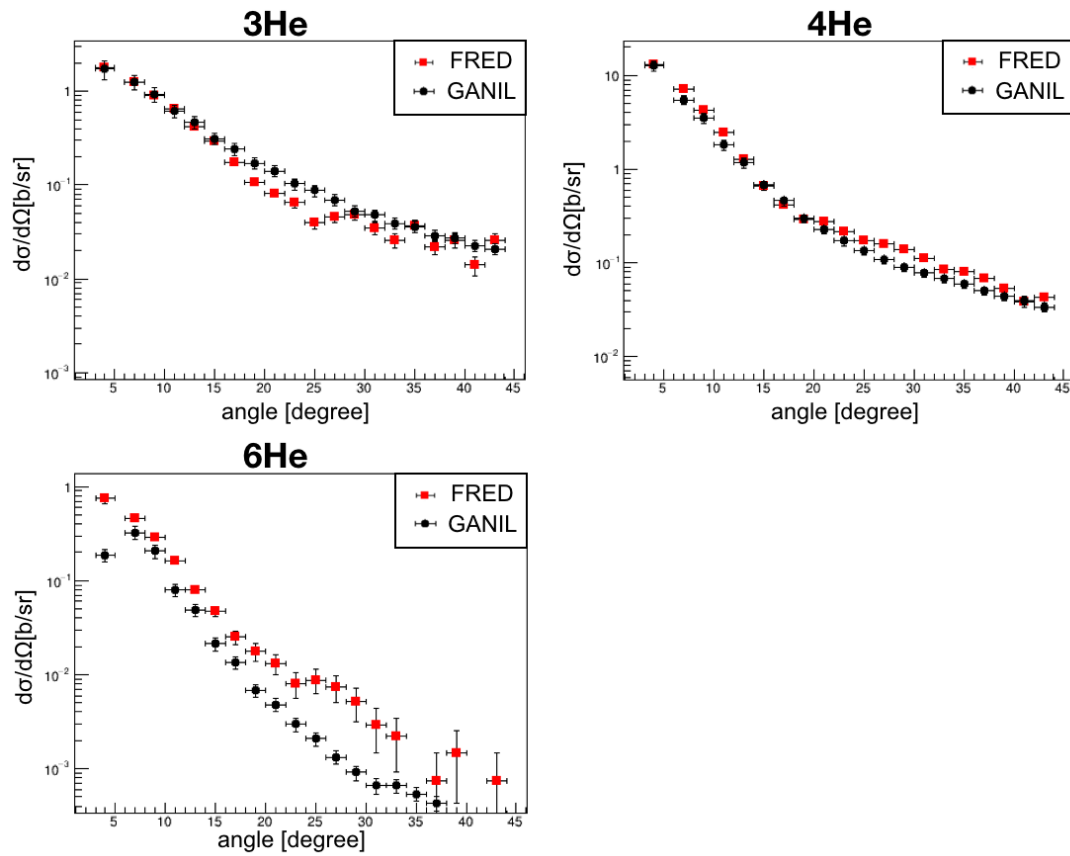 3He
FRED
GANIL
dσ/dΩ[b/sr]
1
10⁻¹
10⁻²
10⁻³
5 10 15 20 25 30 35 40 45
angle [degree]
4He
FRED
GANIL
dσ/dΩ[b/sr]
10
1
10⁻¹
10⁻²
5 10 15 20 25 30 35 40 45
angle [degree]
6He
FRED
GANIL
dσ/dΩ[b/sr]
1
10⁻¹
10⁻²
10⁻³
5 10 15 20 25 30 35 40 45
angle [degree]